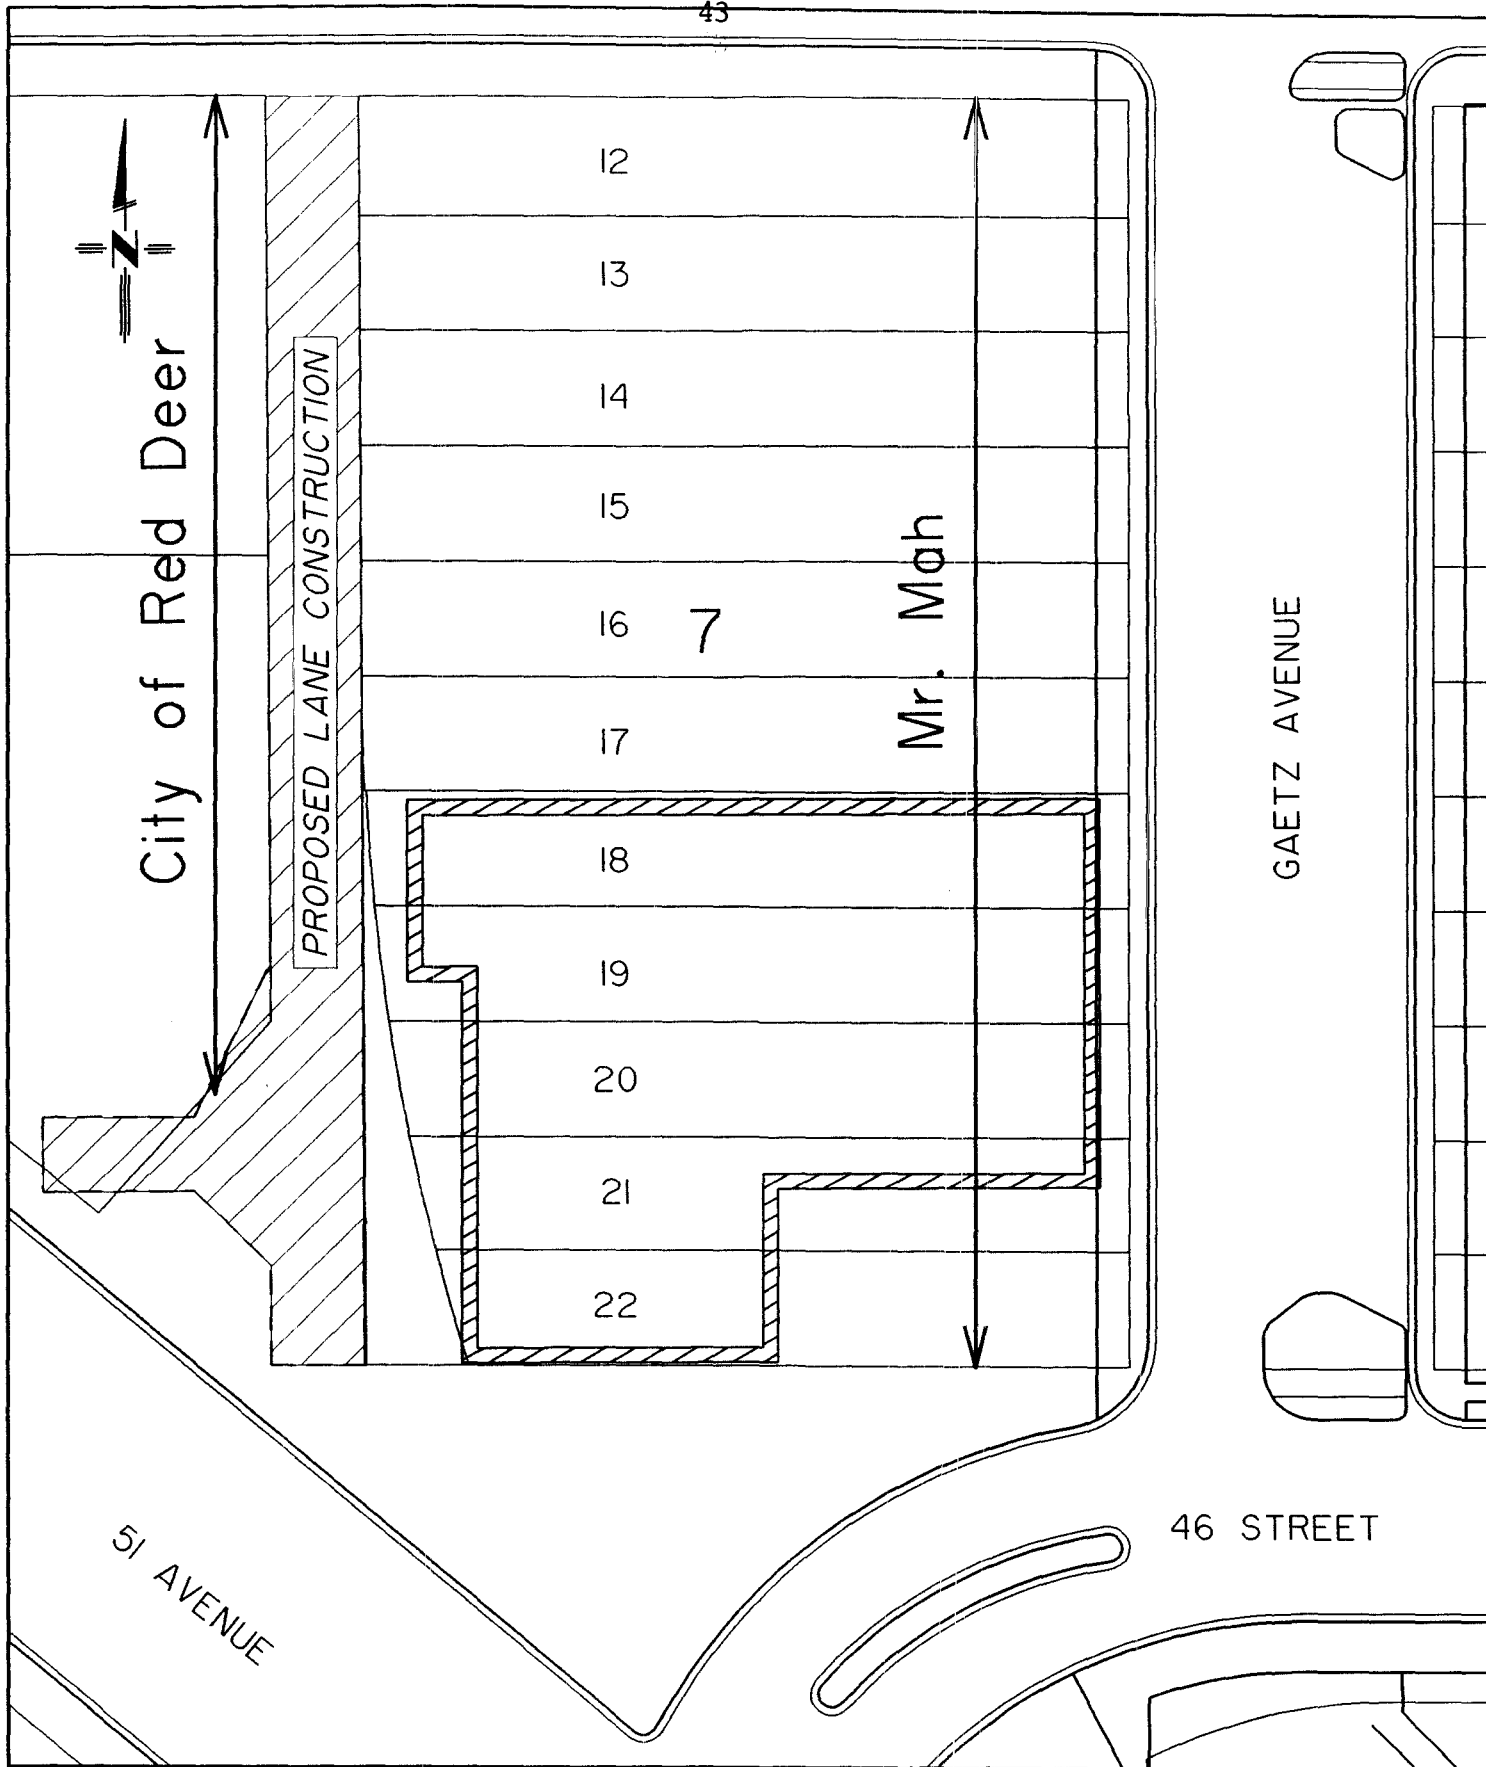 43
N
City of Red Deer
PROPOSED LANE CONSTRUCTION
12
13
14
15
16
7
17
18
19
20
21
22
Mr. Mah
GAETZ AVENUE
46 STREET
51 AVENUE